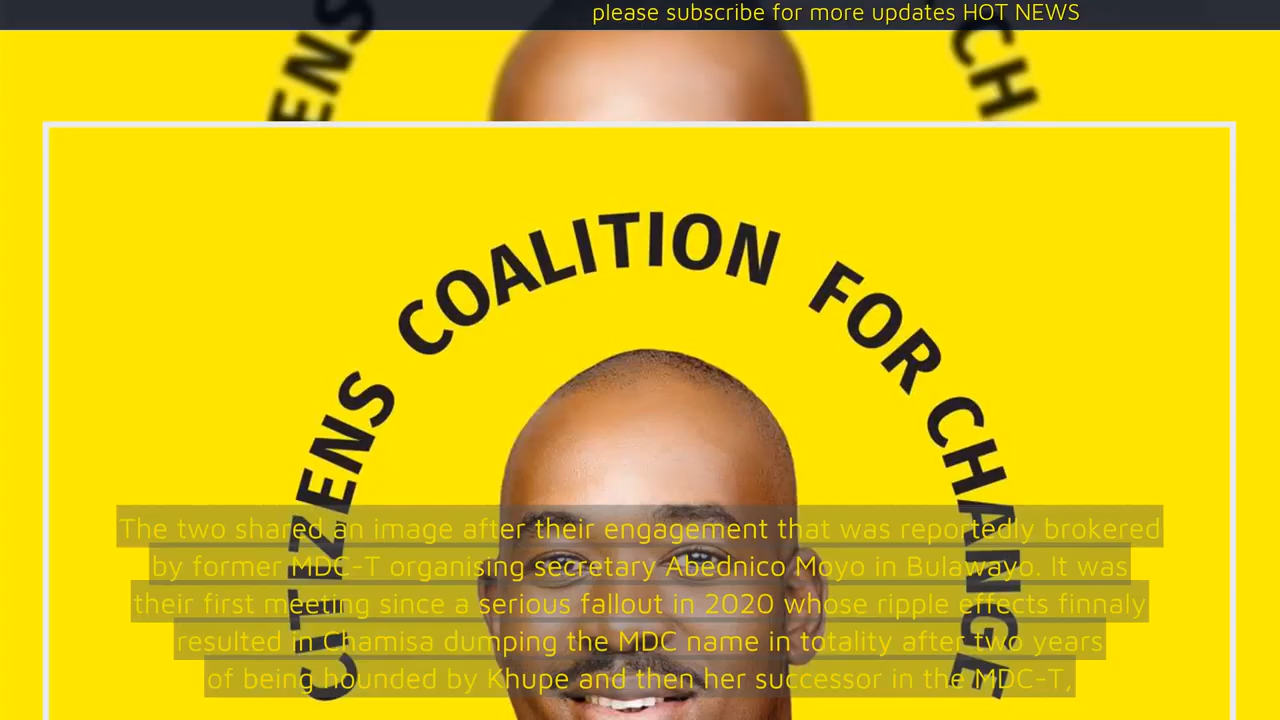 please subscribe for more updates HOT NEWS
ENS
CH
CITIZENS COALITION FOR CHANGE
The two shared an image after their engagement that was reportedly brokered
by former MDC-T organising secretary Abednico Moyo in Bulawayo. It was
their first meeting since a serious fallout in 2020 whose ripple effects finnaly
resulted in Chamisa dumping the MDC name in totality after two years
of being hounded by Khupe and then her successor in the MDC-T,